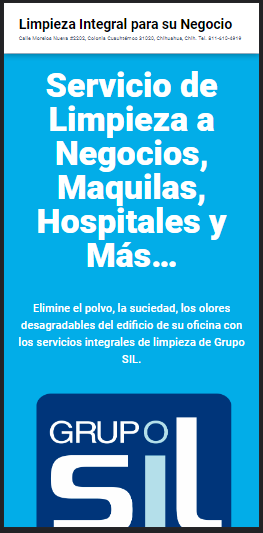 Limpieza Integral para su Negocio
Calle Morelos Nueva #2202, Colonia Cuauhtémoc 31020, Chihuahua, Chih. Tel. 614-413-4919
Servicio de
Limpieza a
Negocios,
Maquilas,
Hospitales y
Más...
Elimine el polvo, la suciedad, los olores
desagradables del edificio de su oficina con
los servicios integrales de limpieza de Grupo
SIL.
GRUPO
SIL